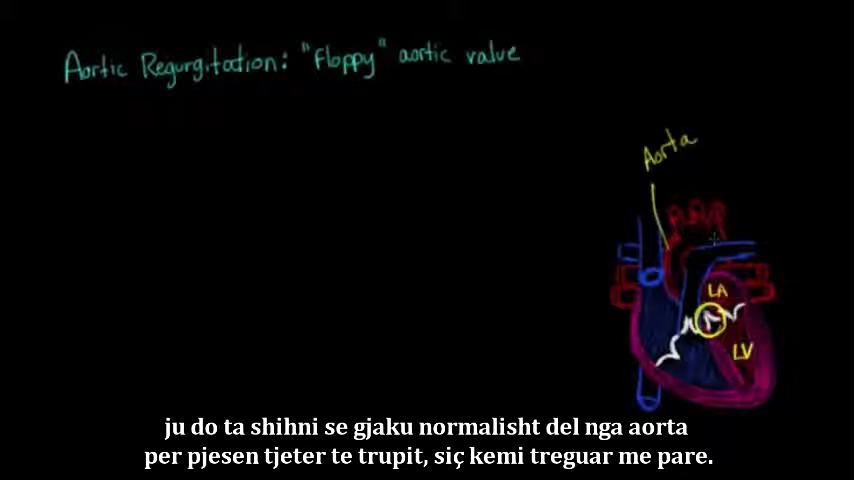 Aortic Regurgitation: "floppy" aortic valve
Aorta
LA
LV
ju do ta shihni se gjaku normalisht del nga aorta
per pjesen tjeter te trupit, siç kemi treguar me pare.